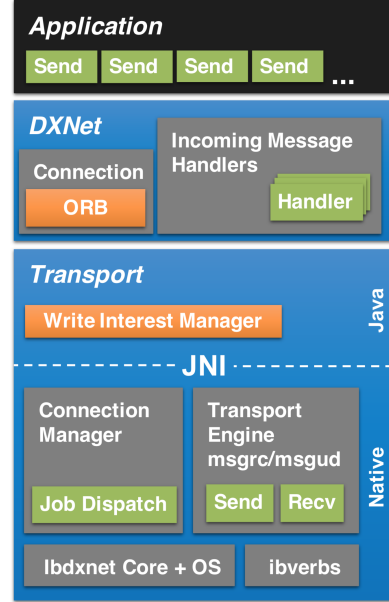 Application
Send Send Send Send ...
DXNet
Connection
ORB
Incoming Message
Handlers
Handler
Transport
Write Interest Manager
Java
JNI
Connection
Manager
Job Dispatch
Transport
Engine
msgrc/msgud
Send Recv
Native
Ibdxnet Core + OS
ibverbs